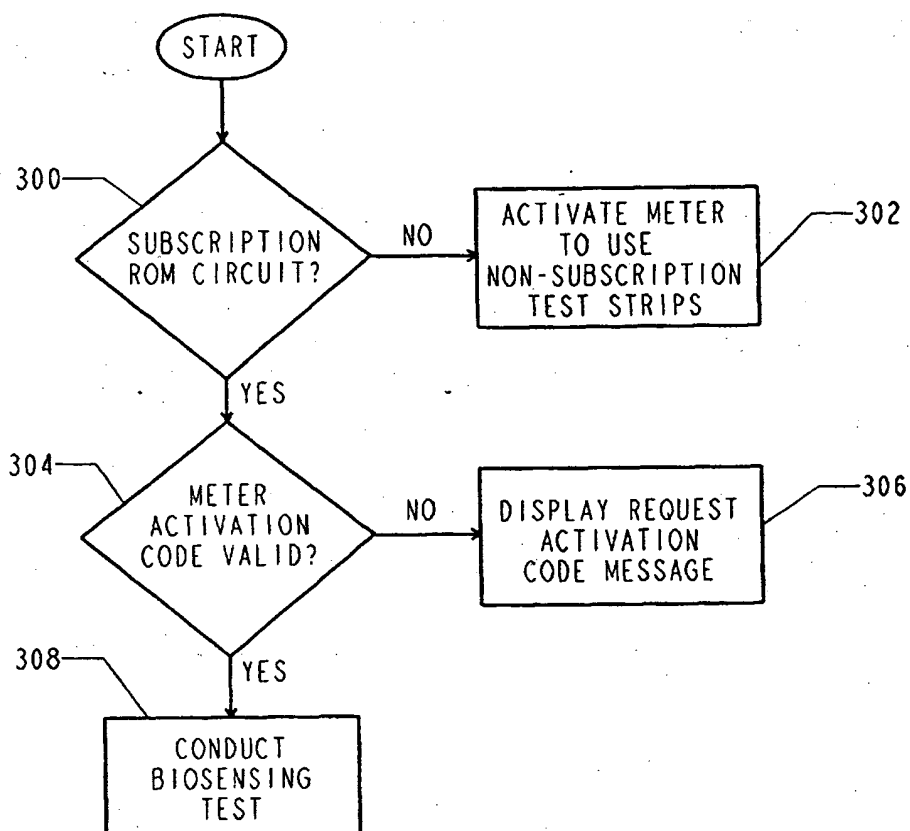 START
300
SUBSCRIPTION
ROM CIRCUIT?
NO
ACTIVATE METER
TO USE
NON-SUBSCRIPTION
TEST STRIPS
302
YES
304
METER
ACTIVATION
CODE VALID?
NO
DISPLAY REQUEST
ACTIVATION
CODE MESSAGE
306
YES
308
CONDUCT
BIOSENSING
TEST